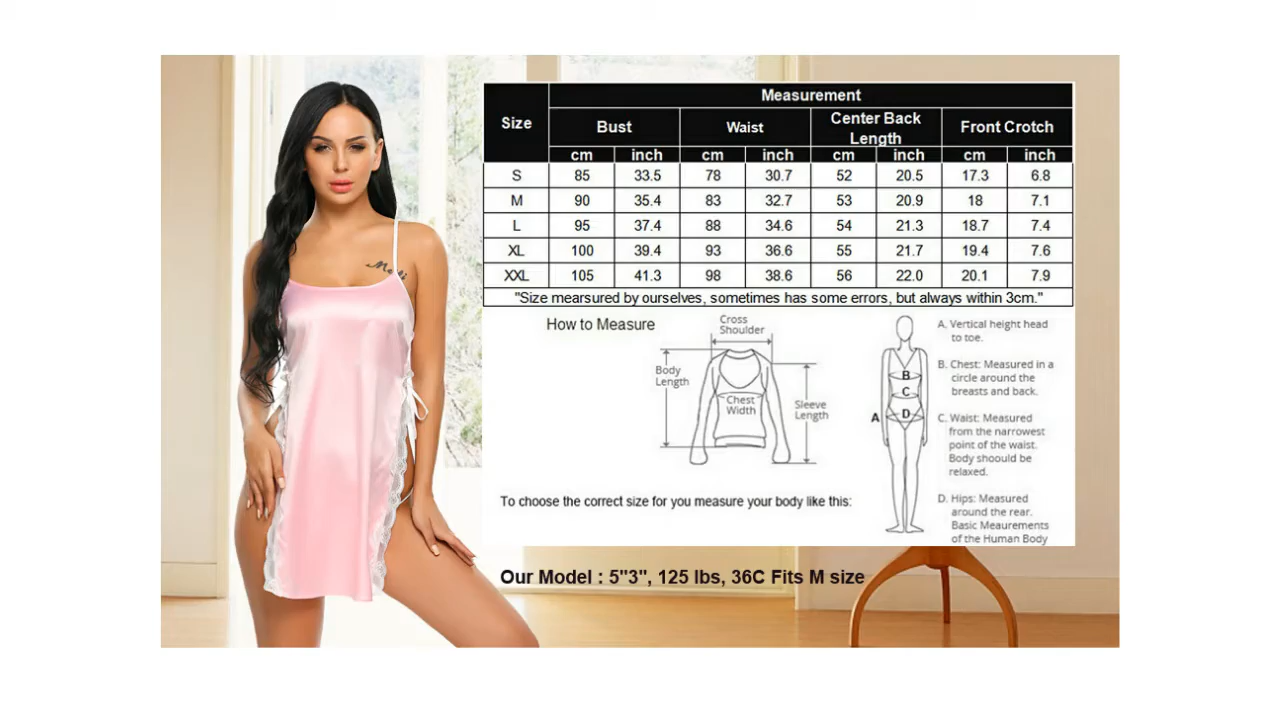 Size
Measurement
Bust Waist Center Back Length Front Crotch
cm inch cm inch cm inch cm inch
S 85 33.5 78 30.7 52 20.5 17.3 6.8
M 90 35.4 83 32.7 53 20.9 18 7.1
L 95 37.4 88 34.6 54 21.3 18.7 7.4
XL 100 39.4 93 36.6 55 21.7 19.4 7.6
XXL 105 41.3 98 38.6 56 22.0 20.1 7.9
"Size mearsured by ourselves, sometimes has some errors, but always within 3cm."
How to Measure
Cross
Shoulder
Body
Length
Chest
Width
Sleeve
Length
To choose the correct size for you measure your body like this:
A
B
C
D
A. Vertical height head
to toe.
B. Chest: Measured in a
circle around the
breasts and back.
C. Waist: Measured
from the narrowest
point of the waist.
Body shoould be
relaxed.
D. Hips: Measured
around the rear.
Basic Meaurements
of the Human Body
Our Model : 5"3", 125 lbs, 36C Fits M size